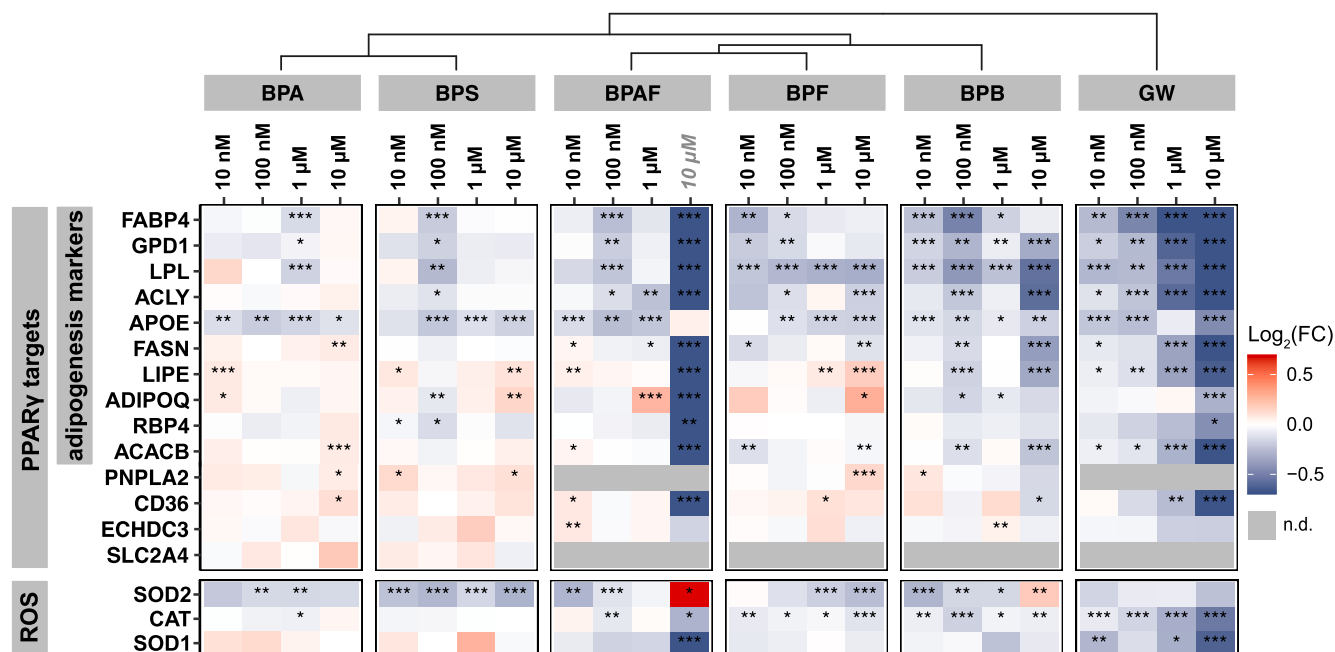 BPA BPS BPAF BPF BPB GW
10 nM 100 nM 1 µM 10 µM 10 nM 100 nM 1 µM 10 µM 10 nM 100 nM 1 µM 10 µM 10 nM 100 nM 1 µM 10 µM 10 nM 100 nM 1 µM 10 µM 10 nM 100 nM 1 µM 10 µM
PPARγ targets
adipogenesis markers
FABP4 *** *** *** *** ** * *** *** * ** *** *** ***
GPD1 * * ** *** * ** *** ** ** *** * ** *** ***
LPL *** ** *** *** *** *** *** *** *** *** *** *** *** ** *** ***
ACLY * * ** *** * *** *** *** * *** *** ***
APOE ** ** *** * *** *** *** *** ** *** ** *** *** *** ** * ** *** *** ***
FASN ** * * *** * ** ** *** * *** ***
LIPE *** * ** ** *** ** *** *** *** * ** *** ***
ADIPOQ * ** ** *** *** * * * ***
RBP4 * * ** *
ACACB *** * *** ** ** ** *** * * *** ***
PNPLA2 * * * *** *
CD36 * * *** * * ** ***
ECHDC3 ** **
SLC2A4
ROS
SOD2 ** ** *** *** *** *** ** *** * *** *** *** ** * **
CAT * ** * ** * * *** ** *** * ** *** *** *** ***
SOD1 *** ** * ***
Log2(FC)
0.5
0.0
−0.5
n.d.